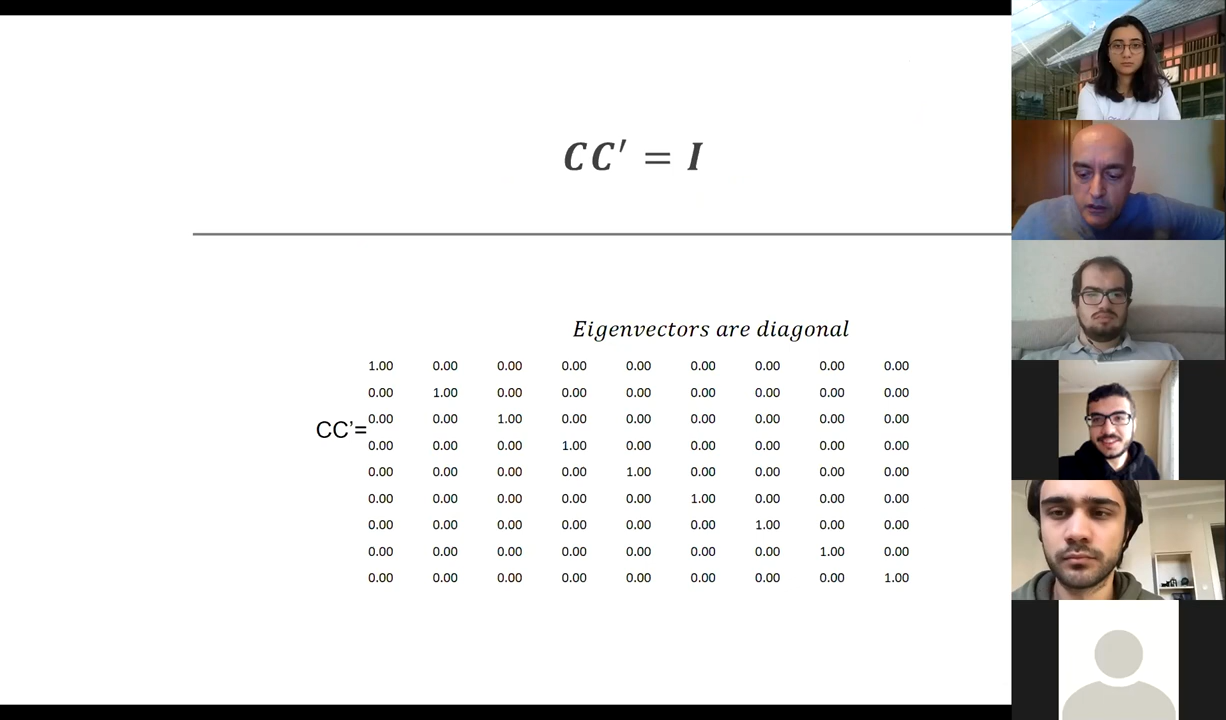 CC′ = I
Eigenvectors are diagonal
1.00 0.00 0.00 0.00 0.00 0.00 0.00 0.00 0.00
0.00 1.00 0.00 0.00 0.00 0.00 0.00 0.00 0.00
0.00 0.00 1.00 0.00 0.00 0.00 0.00 0.00 0.00
CC'=
0.00 0.00 0.00 1.00 0.00 0.00 0.00 0.00 0.00
0.00 0.00 0.00 0.00 1.00 0.00 0.00 0.00 0.00
0.00 0.00 0.00 0.00 0.00 1.00 0.00 0.00 0.00
0.00 0.00 0.00 0.00 0.00 0.00 1.00 0.00 0.00
0.00 0.00 0.00 0.00 0.00 0.00 0.00 1.00 0.00
0.00 0.00 0.00 0.00 0.00 0.00 0.00 0.00 1.00